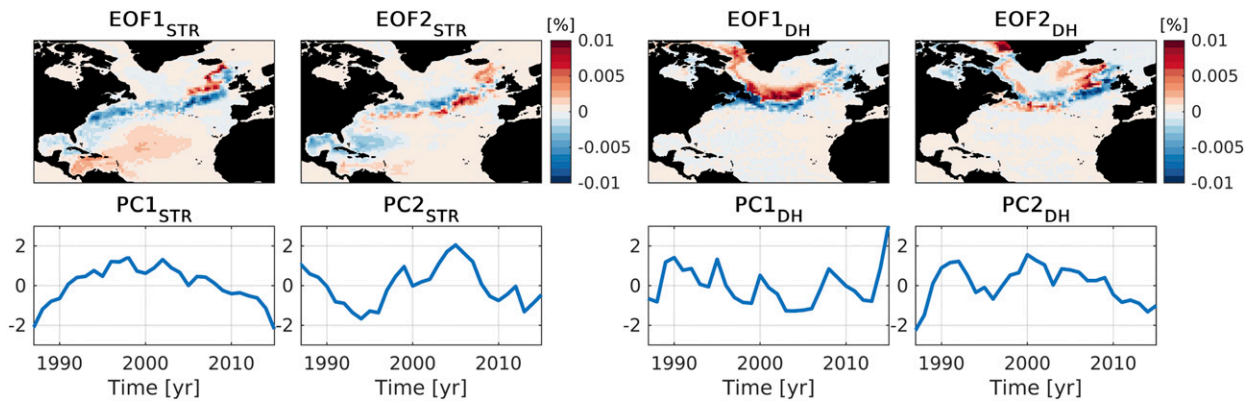 EOF1STR EOF2STR [%] EOF1DH EOF2DH [%]
0.01 0.01
0.005 0.005
0 0
-0.005 -0.005
-0.01 -0.01
PC1STR PC2STR PC1DH PC2DH
2 2 2 2
0 0 0 0
-2 -2 -2 -2
1990 2000 2010 1990 2000 2010 1990 2000 2010 1990 2000 2010
Time [yr] Time [yr] Time [yr] Time [yr]